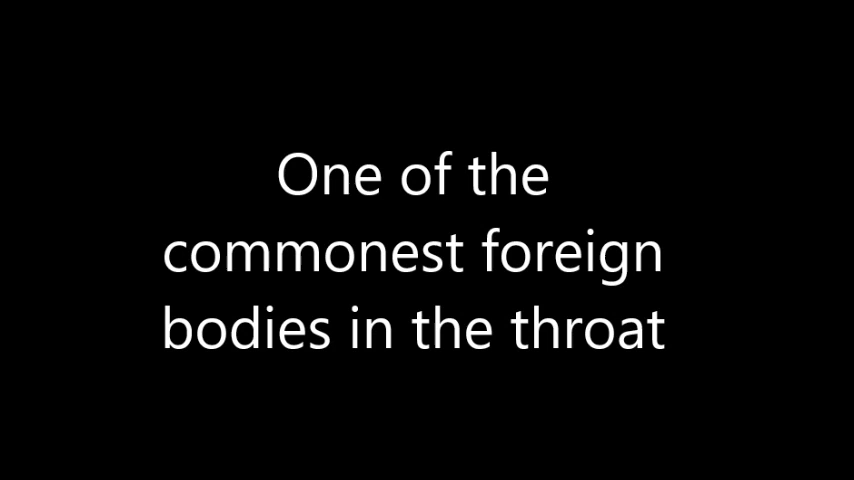 One of the
commonest foreign
bodies in the throat